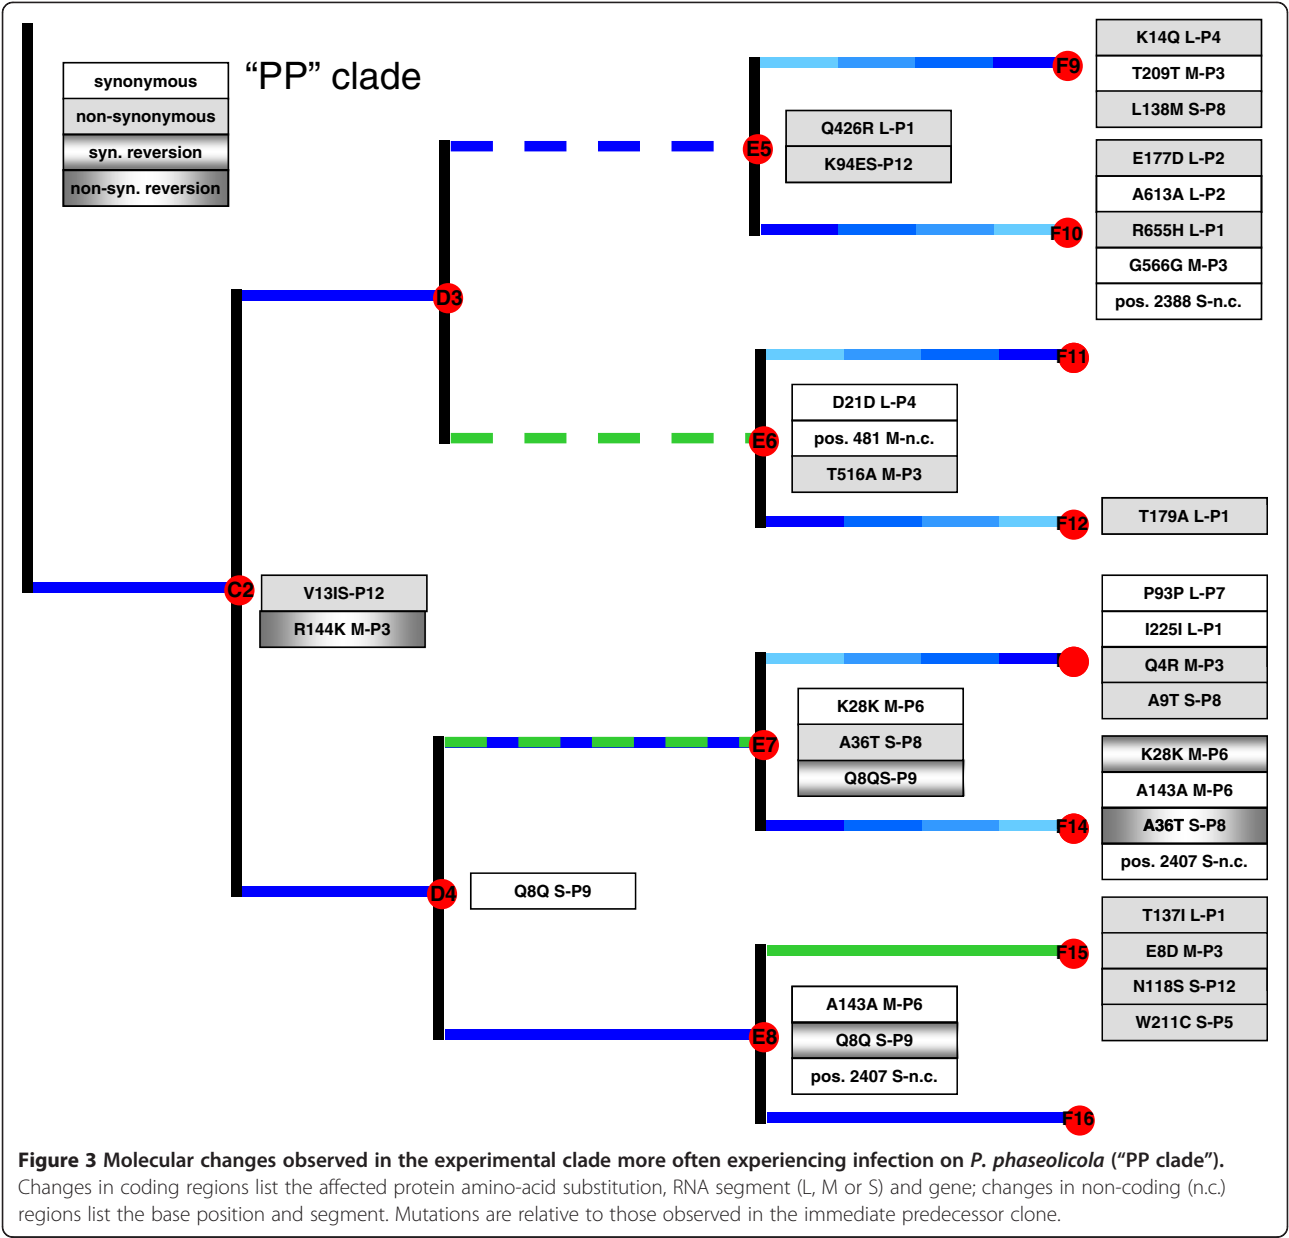 synonymous
non-synonymous
syn. reversion
non-syn. reversion
"PP" clade
F9
K14Q L-P4
T209T M-P3
L138M S-P8
E5
Q426R L-P1
K94ES-P12
F10
E177D L-P2
A613A L-P2
R655H L-P1
G566G M-P3
pos. 2388 S-n.c.
D3
F11
E6
D21D L-P4
pos. 481 M-n.c.
T516A M-P3
F12
T179A L-P1
C2
V13IS-P12
R144K M-P3
P93P L-P7
I225I L-P1
Q4R M-P3
A9T S-P8
E7
K28K M-P6
A36T S-P8
Q8QS-P9
F14
K28K M-P6
A143A M-P6
A36T S-P8
pos. 2407 S-n.c.
D4
Q8Q S-P9
F15
T137I L-P1
E8D M-P3
N118S S-P12
W211C S-P5
E8
A143A M-P6
Q8Q S-P9
pos. 2407 S-n.c.
F16
Figure 3 Molecular changes observed in the experimental clade more often experiencing infection on P. phaseolicola ("PP clade").
Changes in coding regions list the affected protein amino-acid substitution, RNA segment (L, M or S) and gene; changes in non-coding (n.c.)
regions list the base position and segment. Mutations are relative to those observed in the immediate predecessor clone.